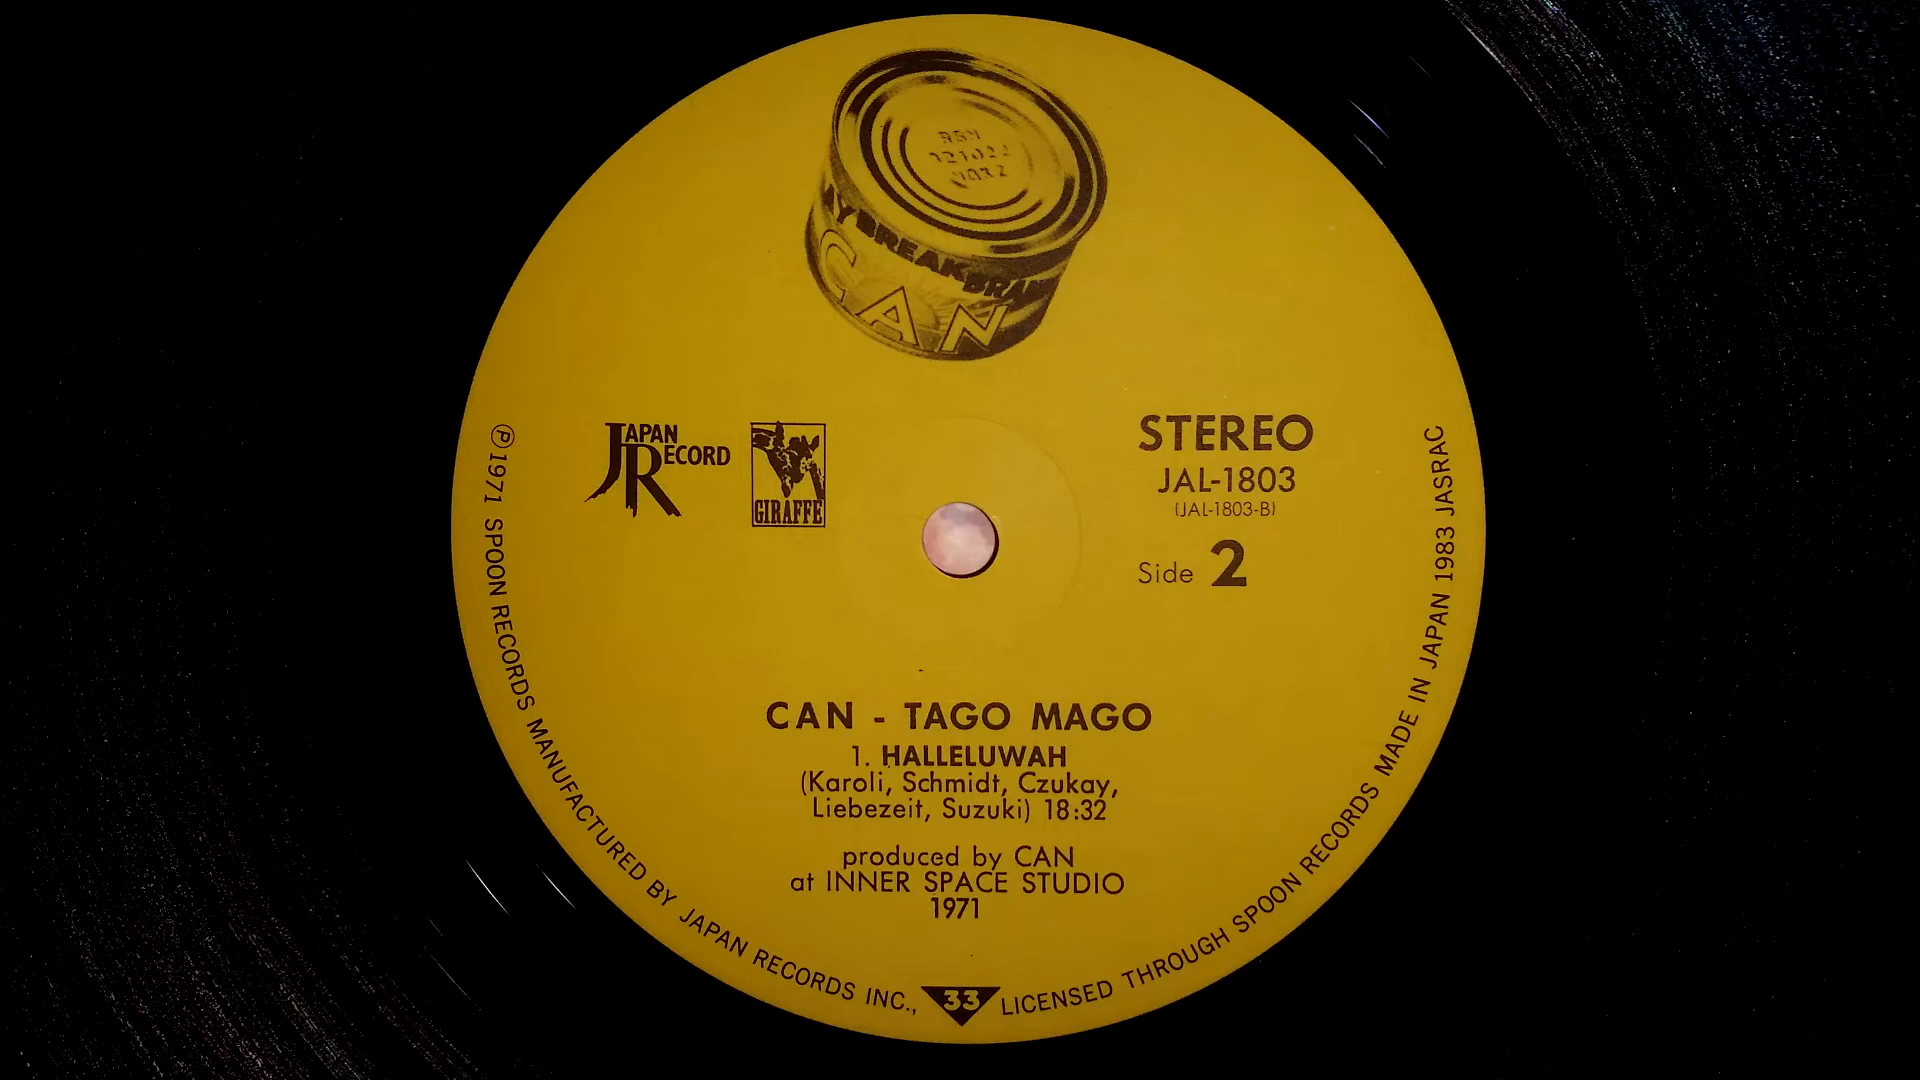 AYBREAK BRAN
CAN
JAPAN
RECORD
GIRAFFE
STEREO
JAL-1803
(JAL-1803-B)
Side 2
CAN - TAGO MAGO
1. HALLELUWAH
(Karoli, Schmidt, Czukay,
Liebezeit, Suzuki) 18:32
produced by CAN
at INNER SPACE STUDIO
1971
℗1971 SPOON RECORDS MANUFACTURED BY JAPAN RECORDS INC., 33 LICENSED THROUGH SPOON RECORDS MADE IN JAPAN 1983 JASRAC